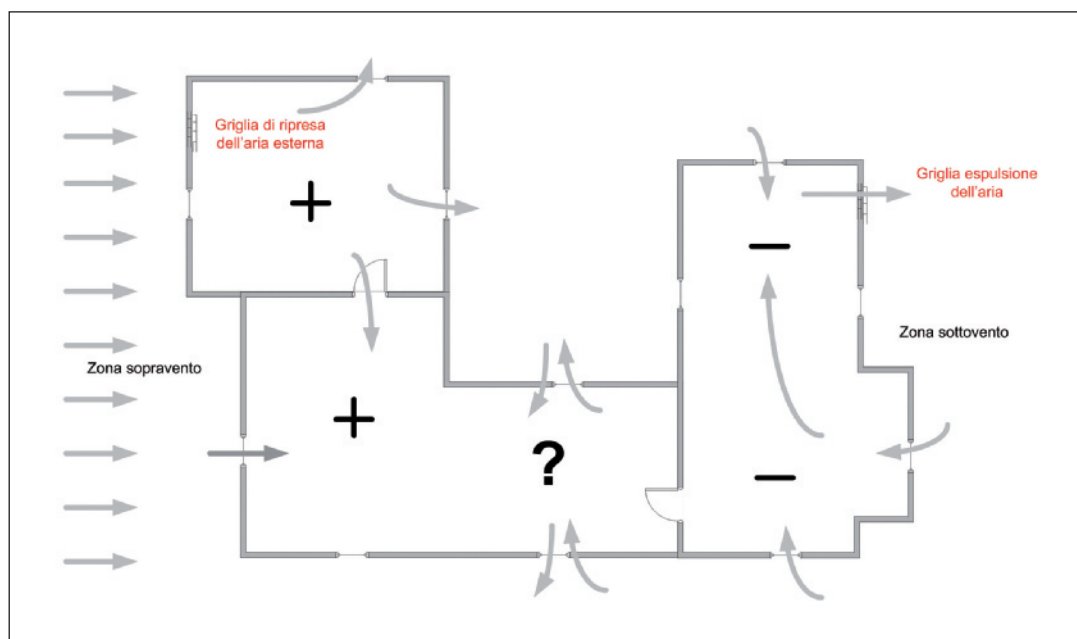 Griglia di ripresa
dell'aria esterna
+
Griglia espulsione
dell'aria
−
Zona sottovento
Zona sopravento
+
?
−